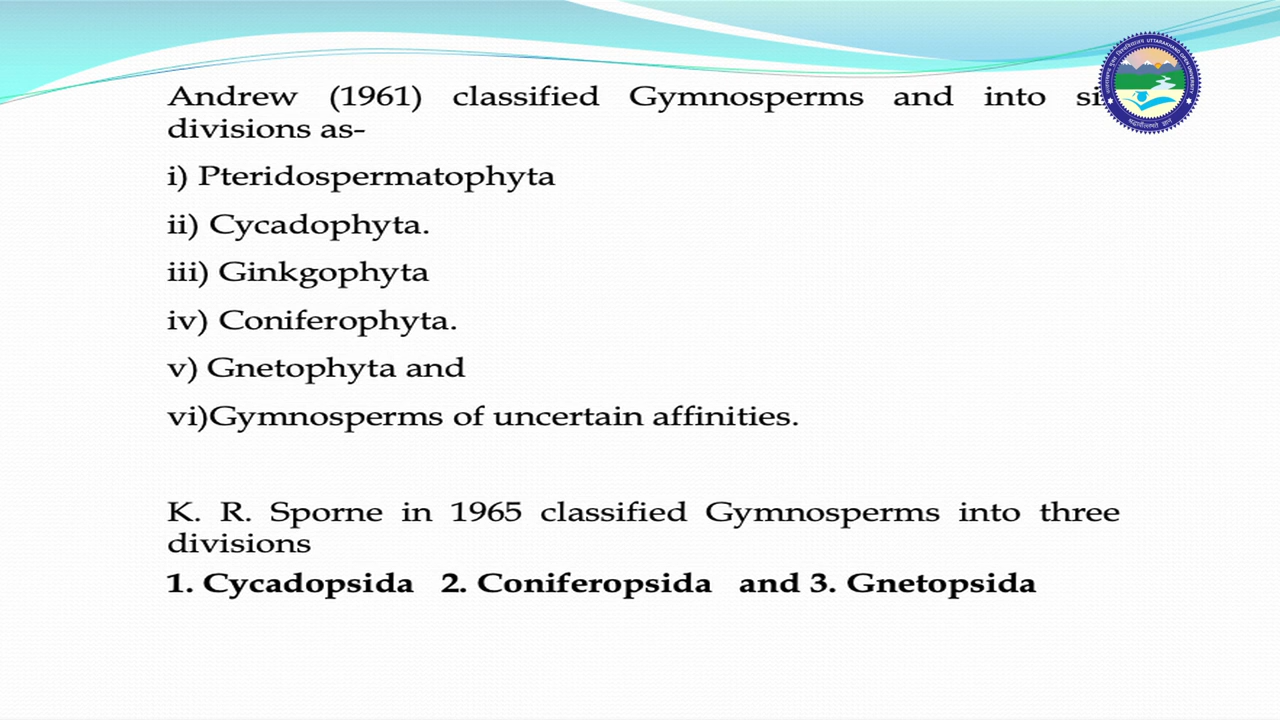 Andrew (1961) classified Gymnosperms and into
divisions as-
i) Pteridospermatophyta
ii) Cycadophyta.
iii) Ginkgophyta
iv) Coniferophyta.
v) Gnetophyta and
vi)Gymnosperms of uncertain affinities.
K. R. Sporne in 1965 classified Gymnosperms into three
divisions
1. Cycadopsida 2. Coniferopsida and 3. Gnetopsida